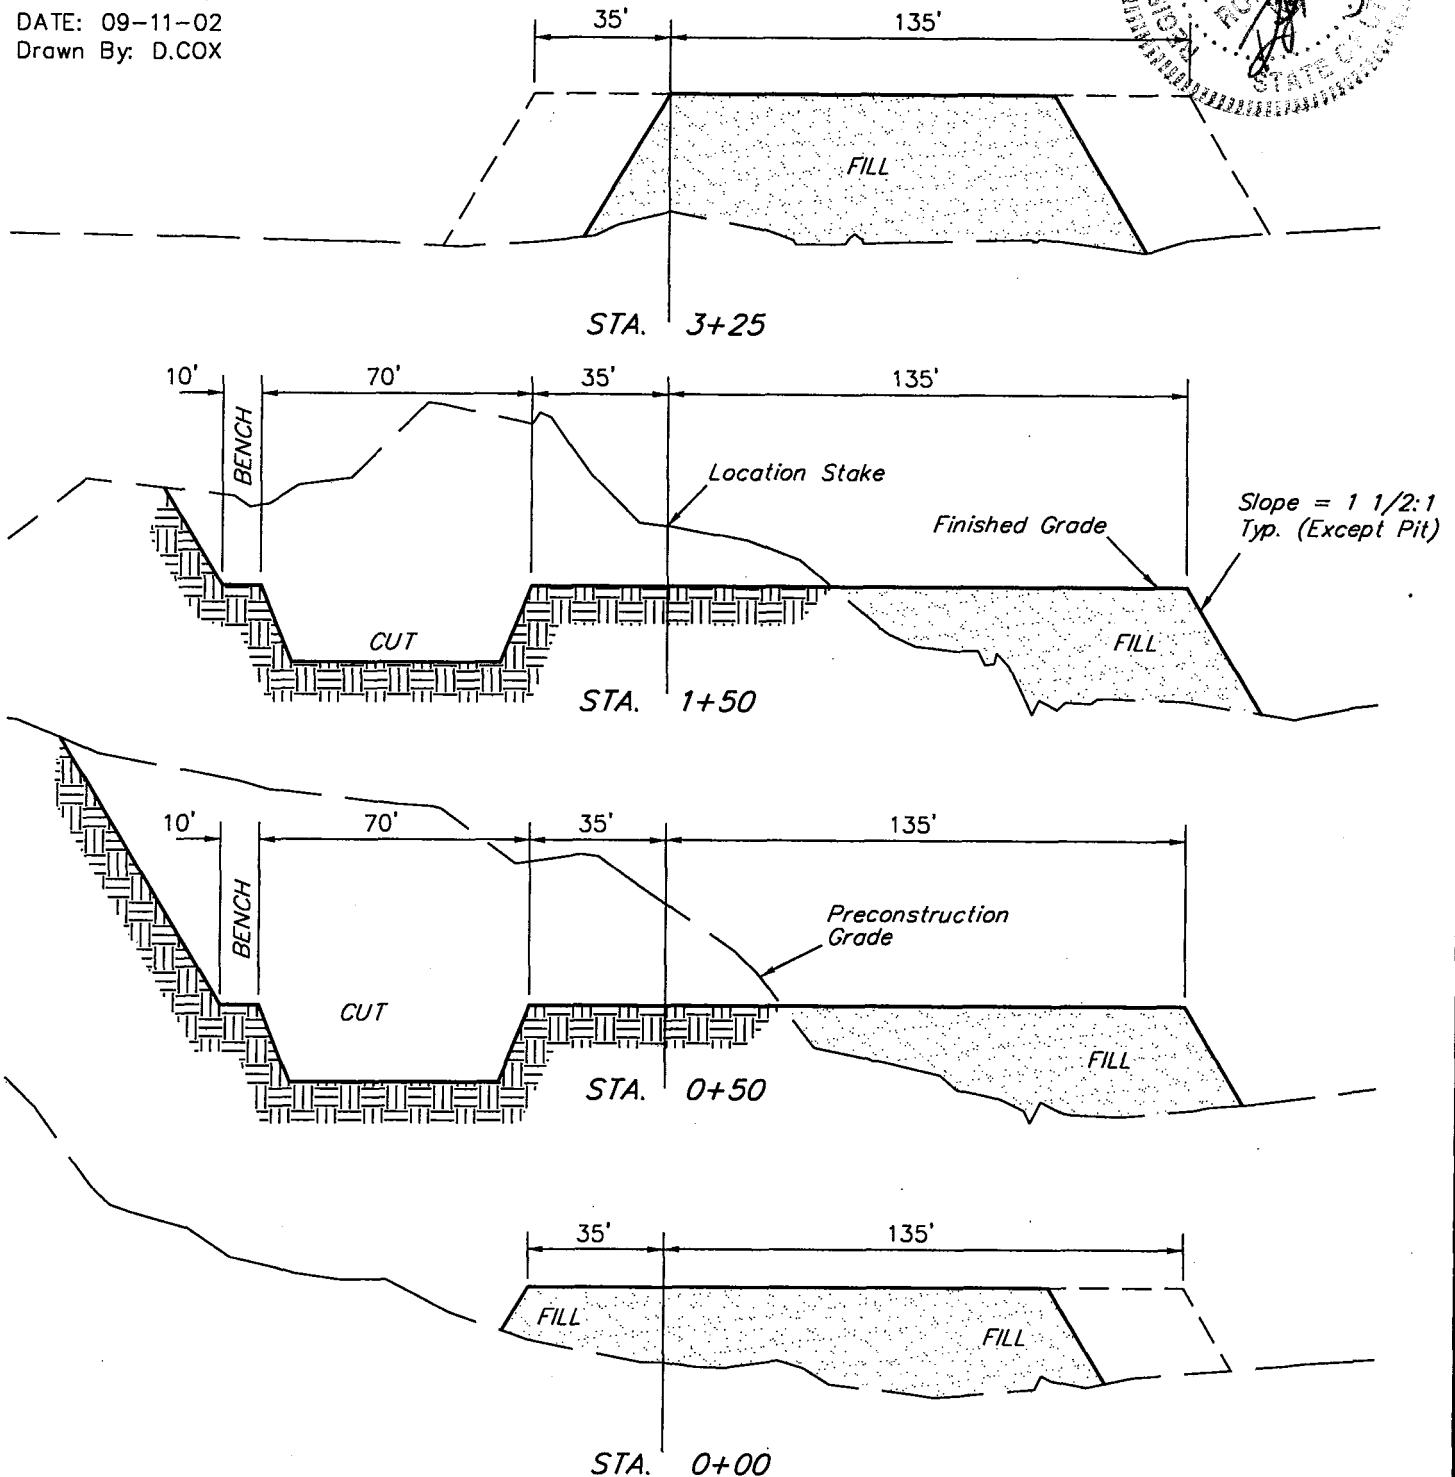 DATE: 09-11-02
Drawn By: D.COX
35'
135'
STATE
FILL
STA. 3+25
10'
70'
35'
135'
BENCH
Location Stake
Finished Grade
Slope = 1 1/2:1
Typ. (Except Pit)
CUT
FILL
STA. 1+50
10'
70'
35'
135'
BENCH
Preconstruction
Grade
CUT
FILL
STA. 0+50
35'
135'
FILL
FILL
STA. 0+00